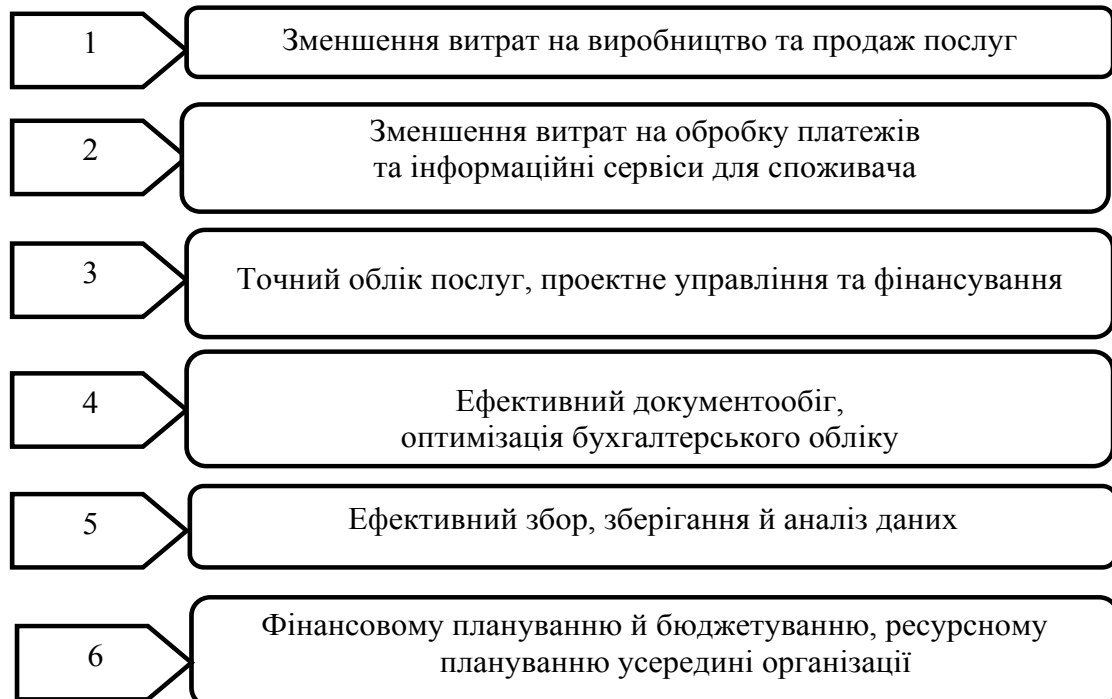 1
Зменшення витрат на виробництво та продаж послуг
2
Зменшення витрат на обробку платежів
та інформаційні сервіси для споживача
3
Точний облік послуг, проектне управління та фінансування
4
Ефективний документообіг,
оптимізація бухгалтерського обліку
5
Ефективний збор, зберігання й аналіз даних
6
Фінансовому плануванню й бюджетуванню, ресурсному
плануванню усередині організації